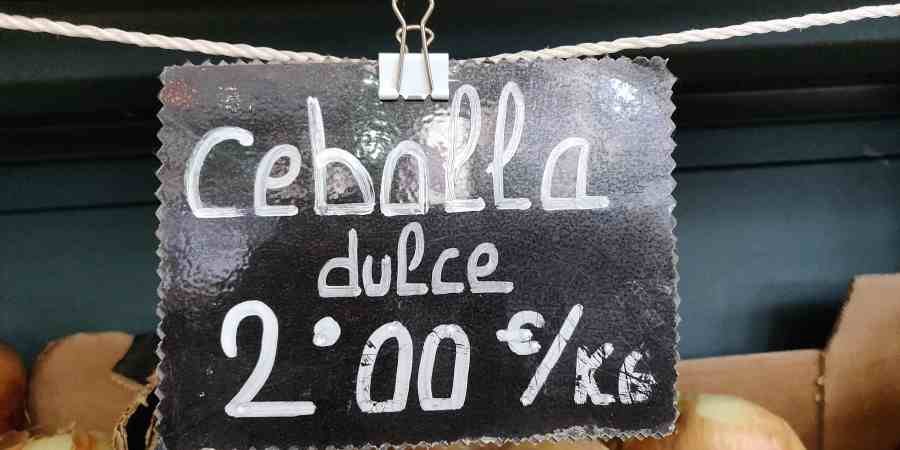 Ceballa
dulce
2·00 €/KG